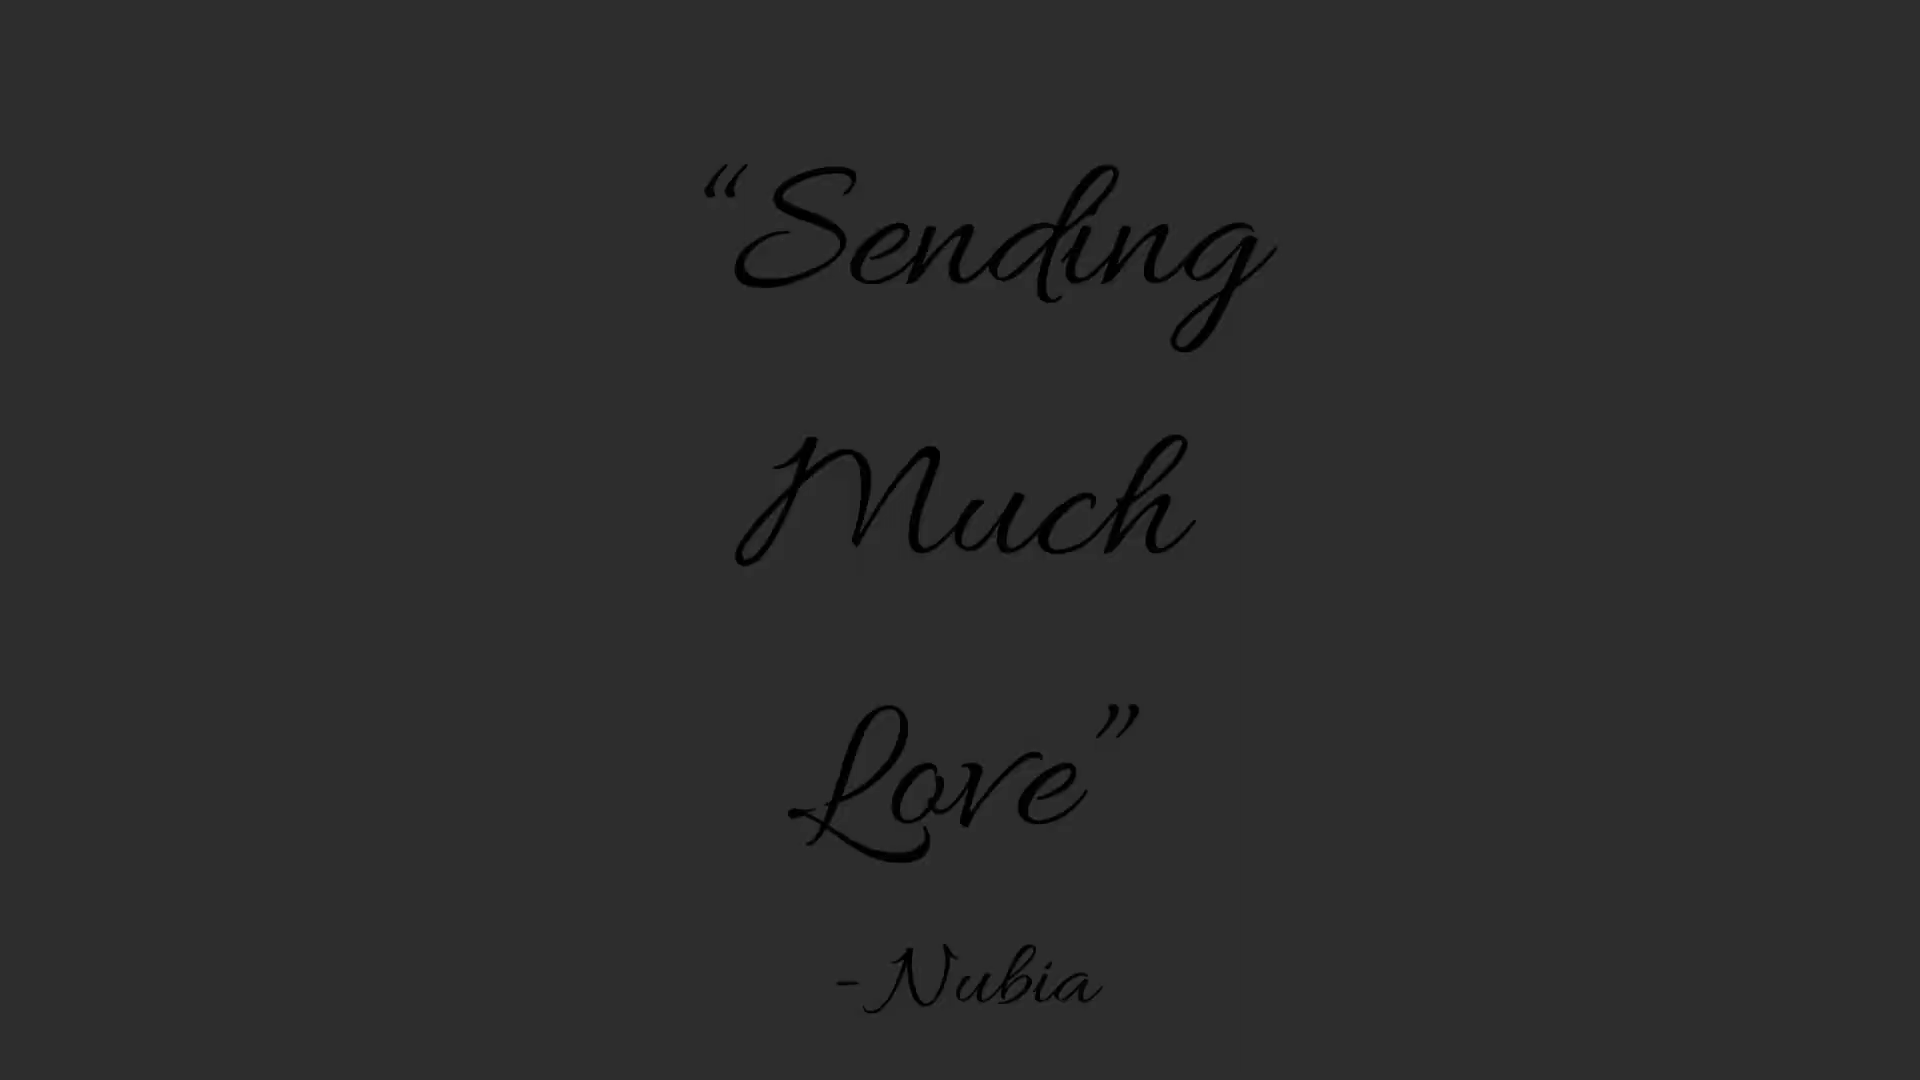 “Sending
Much
Love”
- Nubia